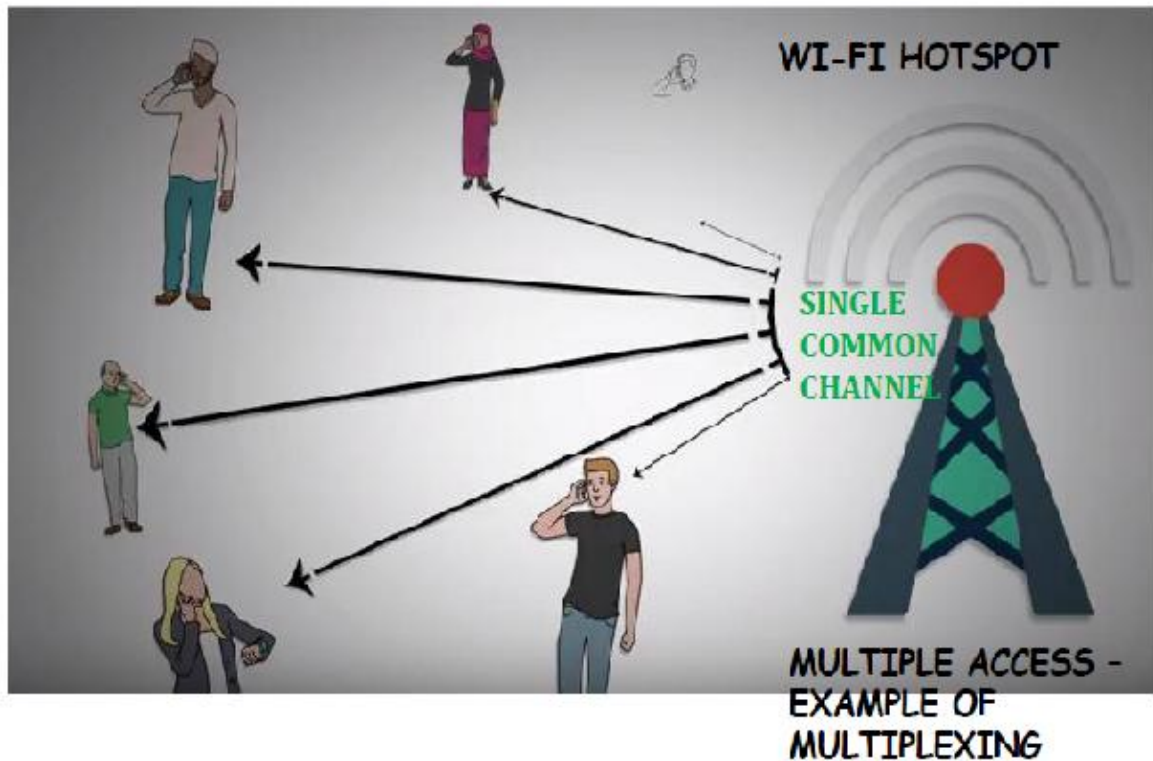 WI-FI HOTSPOT
SINGLE
COMMON
CHANNEL
MULTIPLE ACCESS -
EXAMPLE OF
MULTIPLEXING